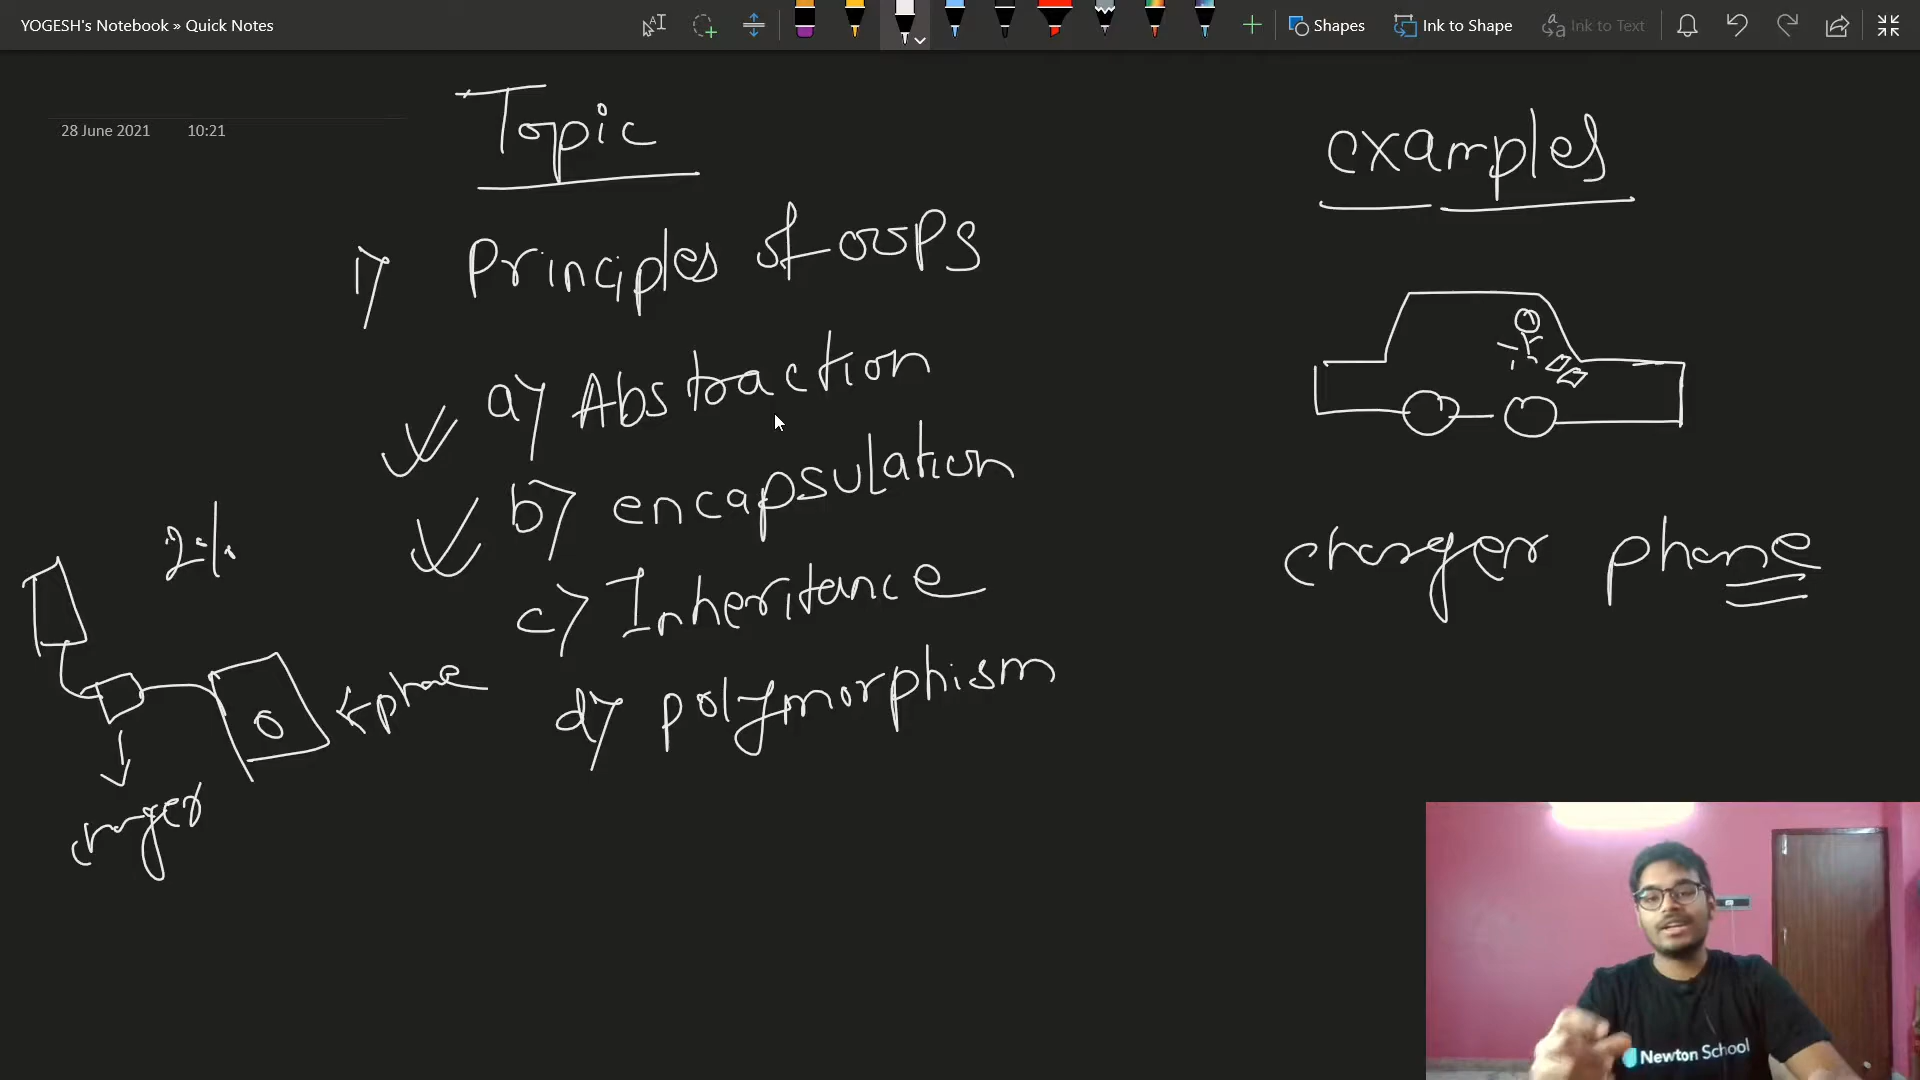 YOGESH's Notebook » Quick Notes
Shapes
Ink to Shape
Ink to Text
28 June 2021 10:21
Topic
1) Principles of OOPS
a) Abstraction
b) encapsulation
c) Inheritance
d) polymorphism
examples
charger phone
2%
phone
charger
Newton School